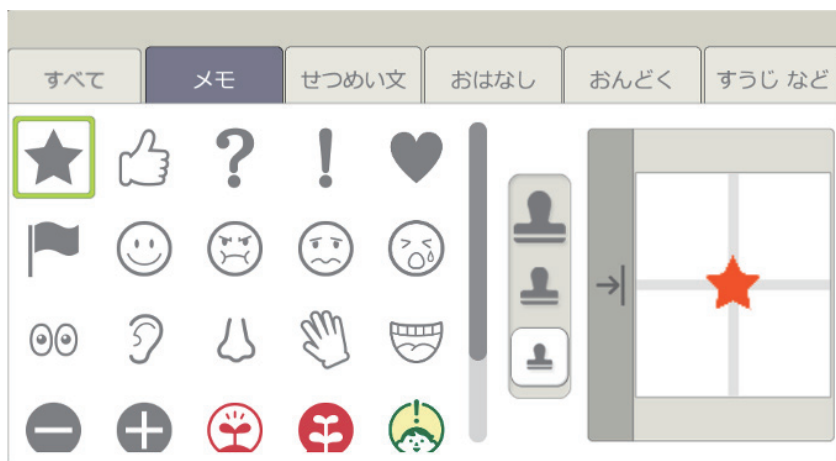 すべて
メモ
せつめい文
おはなし
おんどく
すうじ など